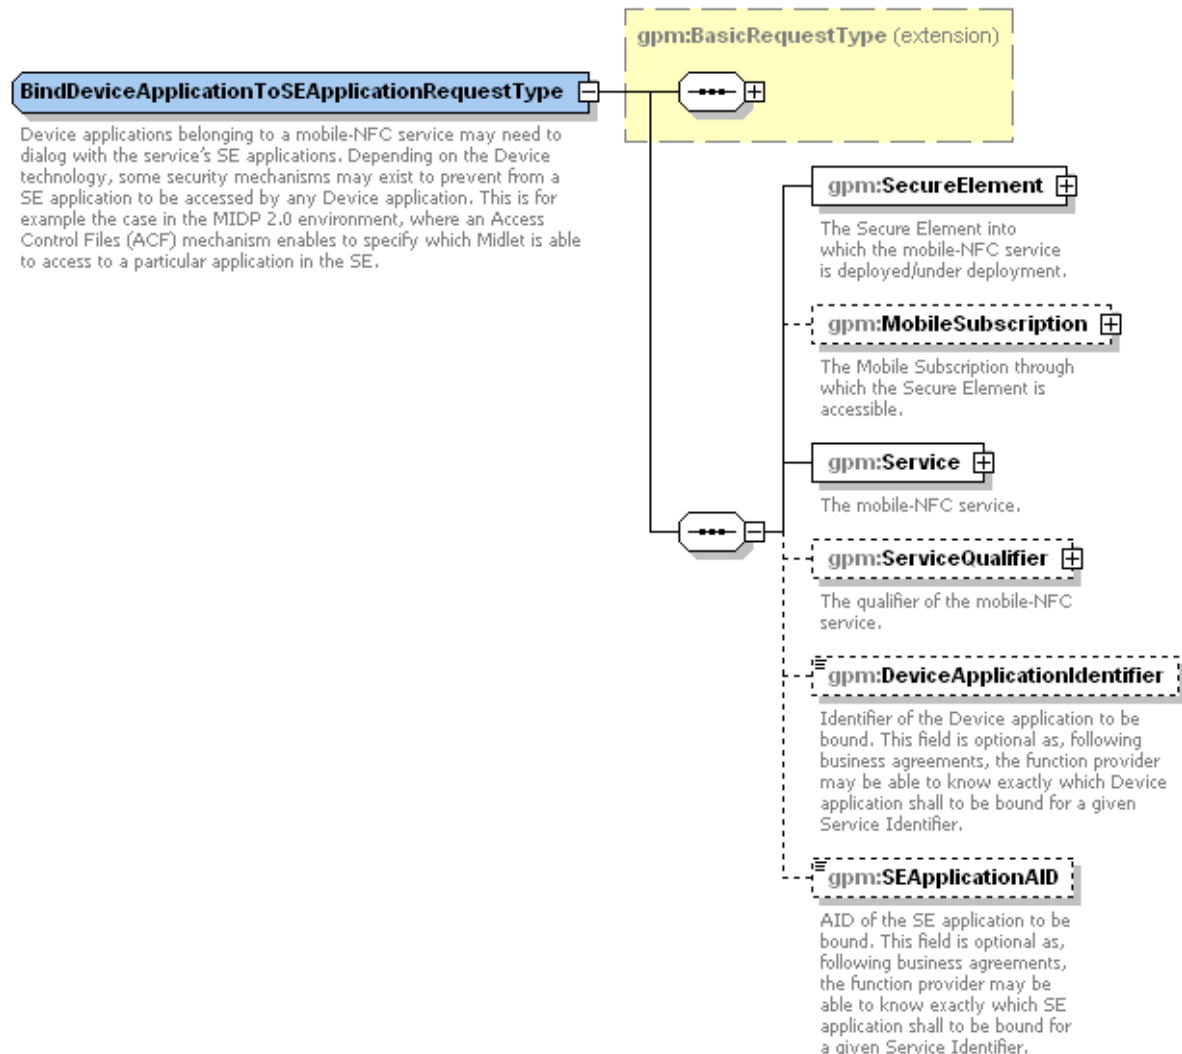 gpm:BasicRequestType (extension)
BindDeviceApplicationToSEApplicationRequestType
Device applications belonging to a mobile-NFC service may need to
dialog with the service's SE applications. Depending on the Device
technology, some security mechanisms may exist to prevent from a
SE application to be accessed by any Device application. This is for
example the case in the MIDP 2.0 environment, where an Access
Control Files (ACF) mechanism enables to specify which Midlet is able
to access to a particular application in the SE.
gpm:SecureElement
The Secure Element into
which the mobile-NFC service
is deployed/under deployment.
gpm:MobileSubscription
The Mobile Subscription through
which the Secure Element is
accessible.
gpm:Service
The mobile-NFC service.
gpm:ServiceQualifier
The qualifier of the mobile-NFC
service.
gpm:DeviceApplicationIdentifier
Identifier of the Device application to be
bound. This field is optional as, following
business agreements, the function provider
may be able to know exactly which Device
application shall to be bound for a given
Service Identifier.
gpm:SEApplicationAID
AID of the SE application to be
bound. This field is optional as,
following business agreements,
the function provider may be
able to know exactly which SE
application shall to be bound for
a given Service Identifier.